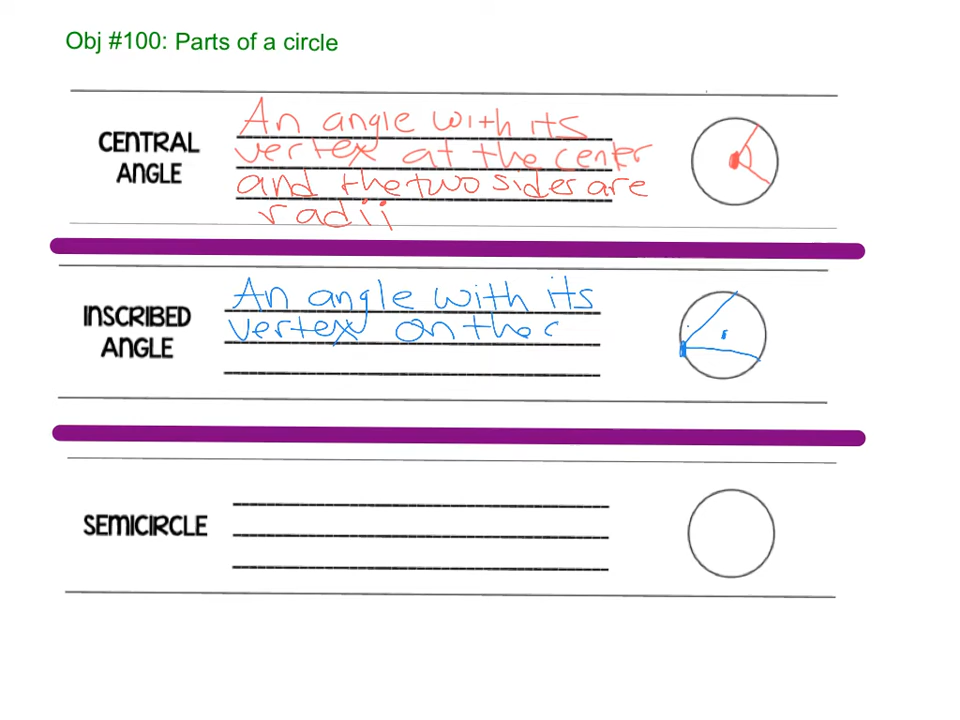 Obj #100: Parts of a circle
CENTRAL
ANGLE
An angle with its
vertex at the center
and the two sides are
radii
INSCRIBED
ANGLE
An angle with its
vertex on the c
SEMICIRCLE